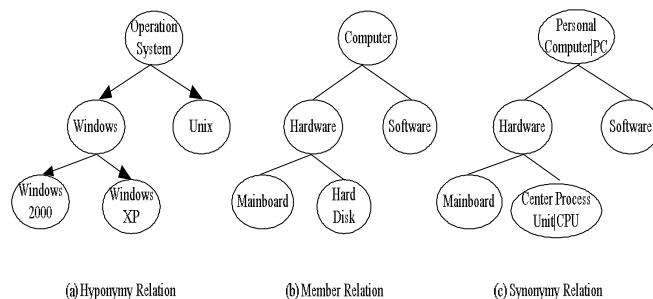 Operation
System
Windows
Unix
Windows
2000
Windows
XP
(a) Hyponymy Relation
Computer
Hardware
Software
Mainboard
Hard
Disk
(b) Member Relation
Personal
Computer|PC
Hardware
Software
Mainboard
Center Process
Unit|CPU
(c) Synonymy Relation